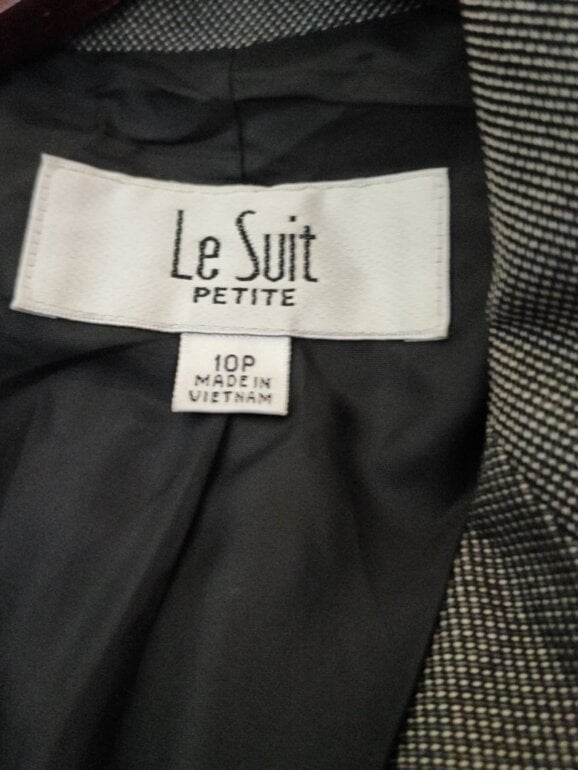 Le Suit
PETITE
10P
MADE IN
VIETNAM